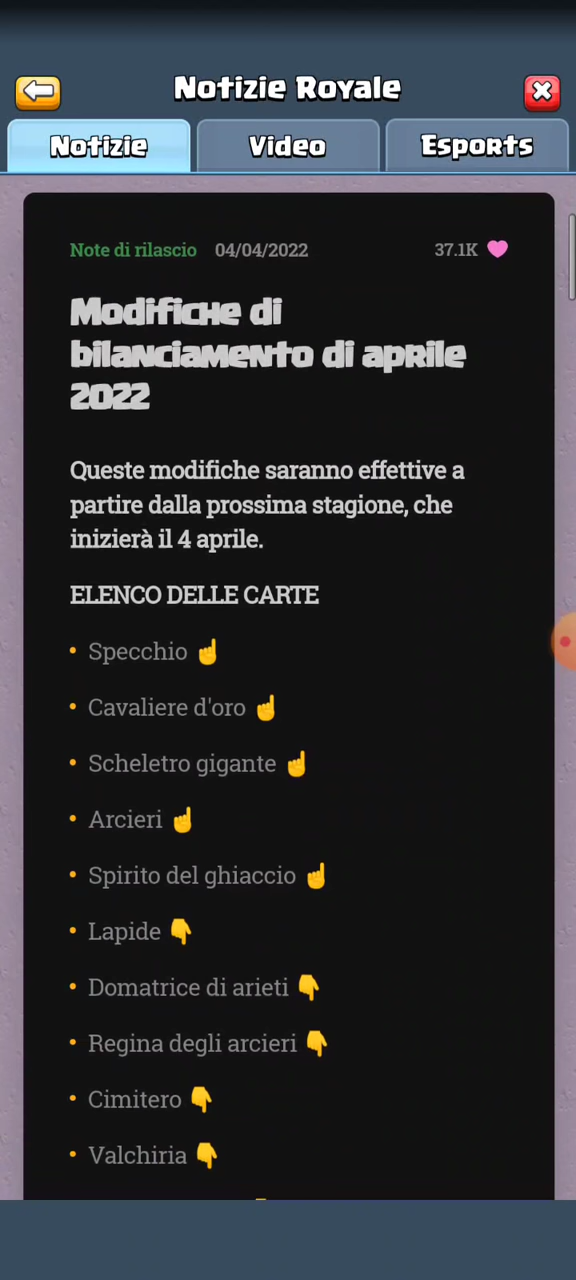 Notizie Royale
Notizie
Video
Esports
Note di rilascio 04/04/2022 37.1K
Modifiche di
bilanciamento di aprile
2022
Queste modifiche saranno effettive a
partire dalla prossima stagione, che
inizierà il 4 aprile.
ELENCO DELLE CARTE
• Specchio ☝️
• Cavaliere d'oro ☝️
• Scheletro gigante ☝️
• Arcieri ☝️
• Spirito del ghiaccio ☝️
• Lapide 👇
• Domatrice di arieti 👇
• Regina degli arcieri 👇
• Cimitero 👇
• Valchiria 👇